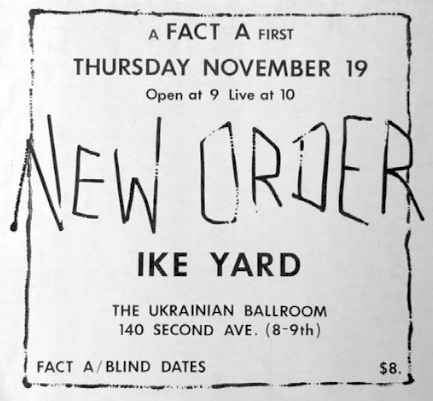 A FACT A FIRST
THURSDAY NOVEMBER 19
Open at 9 Live at 10
NEW ORDER
IKE YARD
THE UKRAINIAN BALLROOM
140 SECOND AVE. (8-9th)
FACT A/BLIND DATES $8.